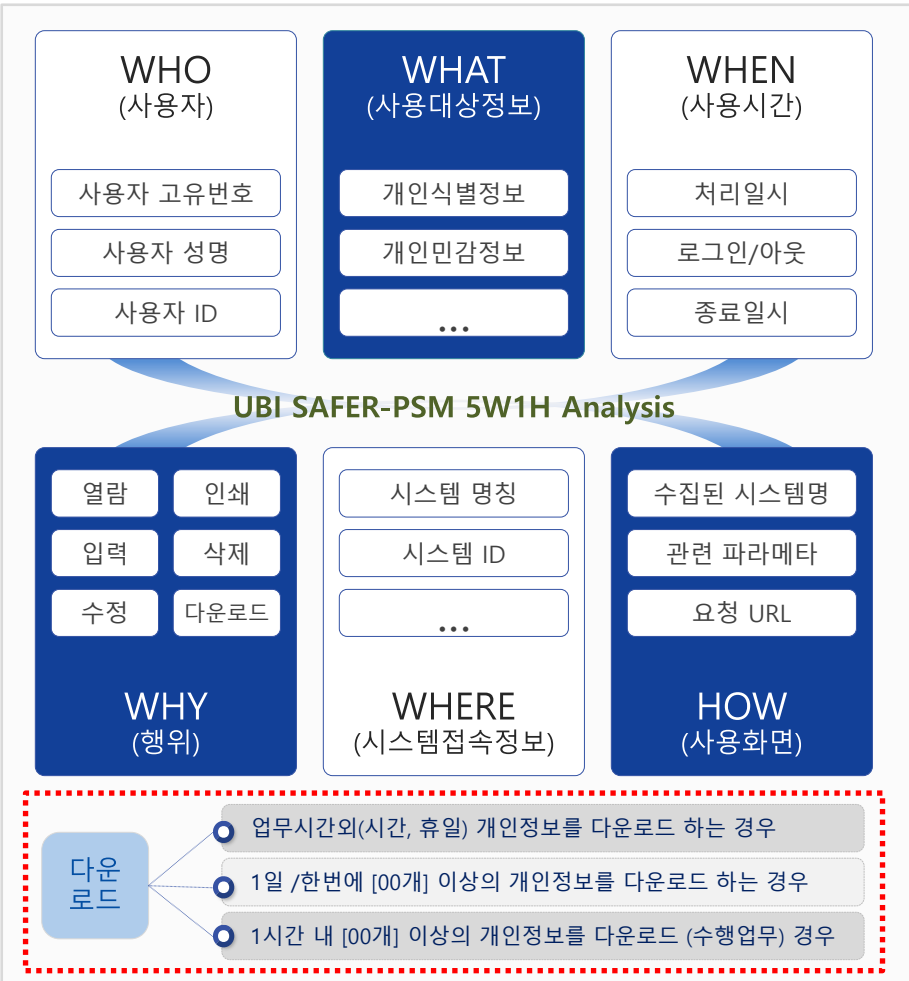 WHO
(사용자)
사용자 고유번호
사용자 성명
사용자 ID
WHAT
(사용대상정보)
개인식별정보
개인민감정보
...
WHEN
(사용시간)
처리일시
로그인/아웃
종료일시
UBI SAFER-PSM 5W1H Analysis
열람 인쇄
입력 삭제
수정 다운로드
WHY
(행위)
시스템 명칭
시스템 ID
...
WHERE
(시스템접속정보)
수집된 시스템명
관련 파라메타
요청 URL
HOW
(사용화면)
다운
로드
업무시간외(시간, 휴일) 개인정보를 다운로드 하는 경우
1일 /한번에 [00개] 이상의 개인정보를 다운로드 하는 경우
1시간 내 [00개] 이상의 개인정보를 다운로드 (수행업무) 경우